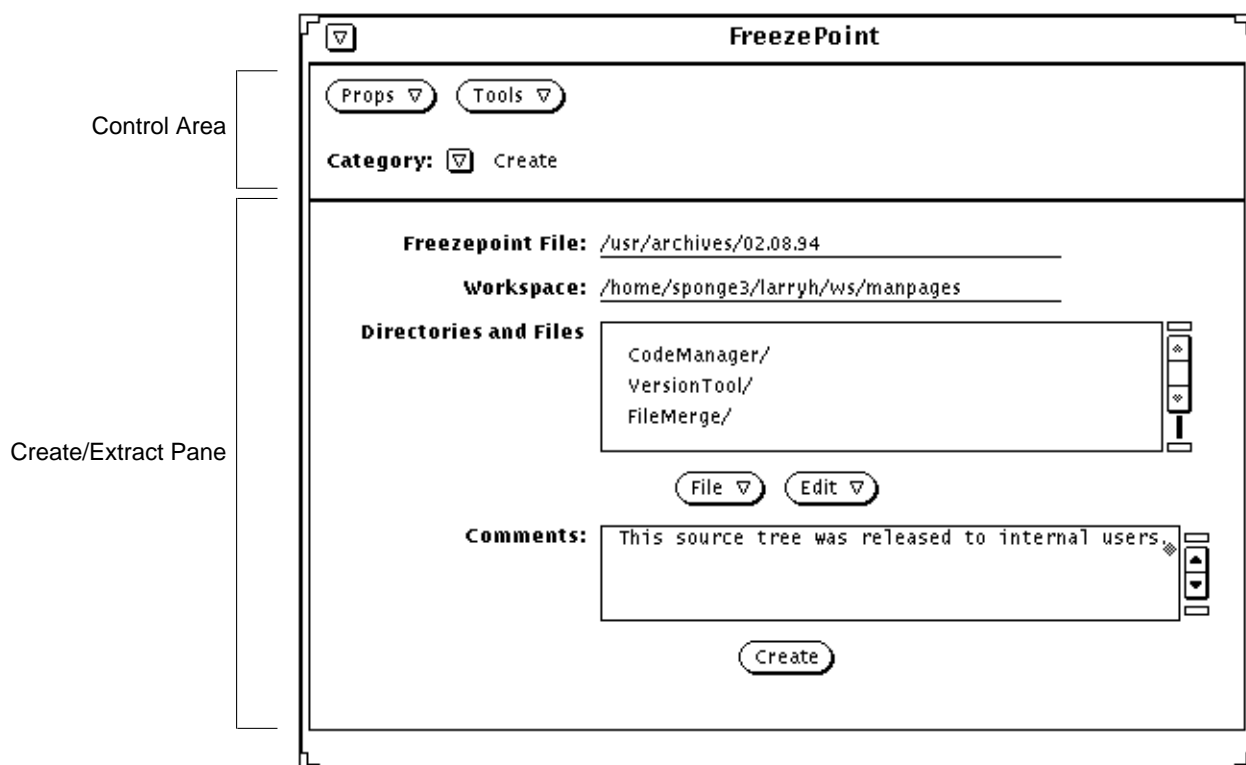 FreezePoint
Props Tools
Control Area
Category: Create
Freezepoint File: /usr/archives/02.08.94
Workspace: /home/sponge3/larryh/ws/manpages
Directories and Files
CodeManager/
VersionTool/
FileMerge/
Create/Extract Pane
File Edit
Comments: This source tree was released to internal users.
Create